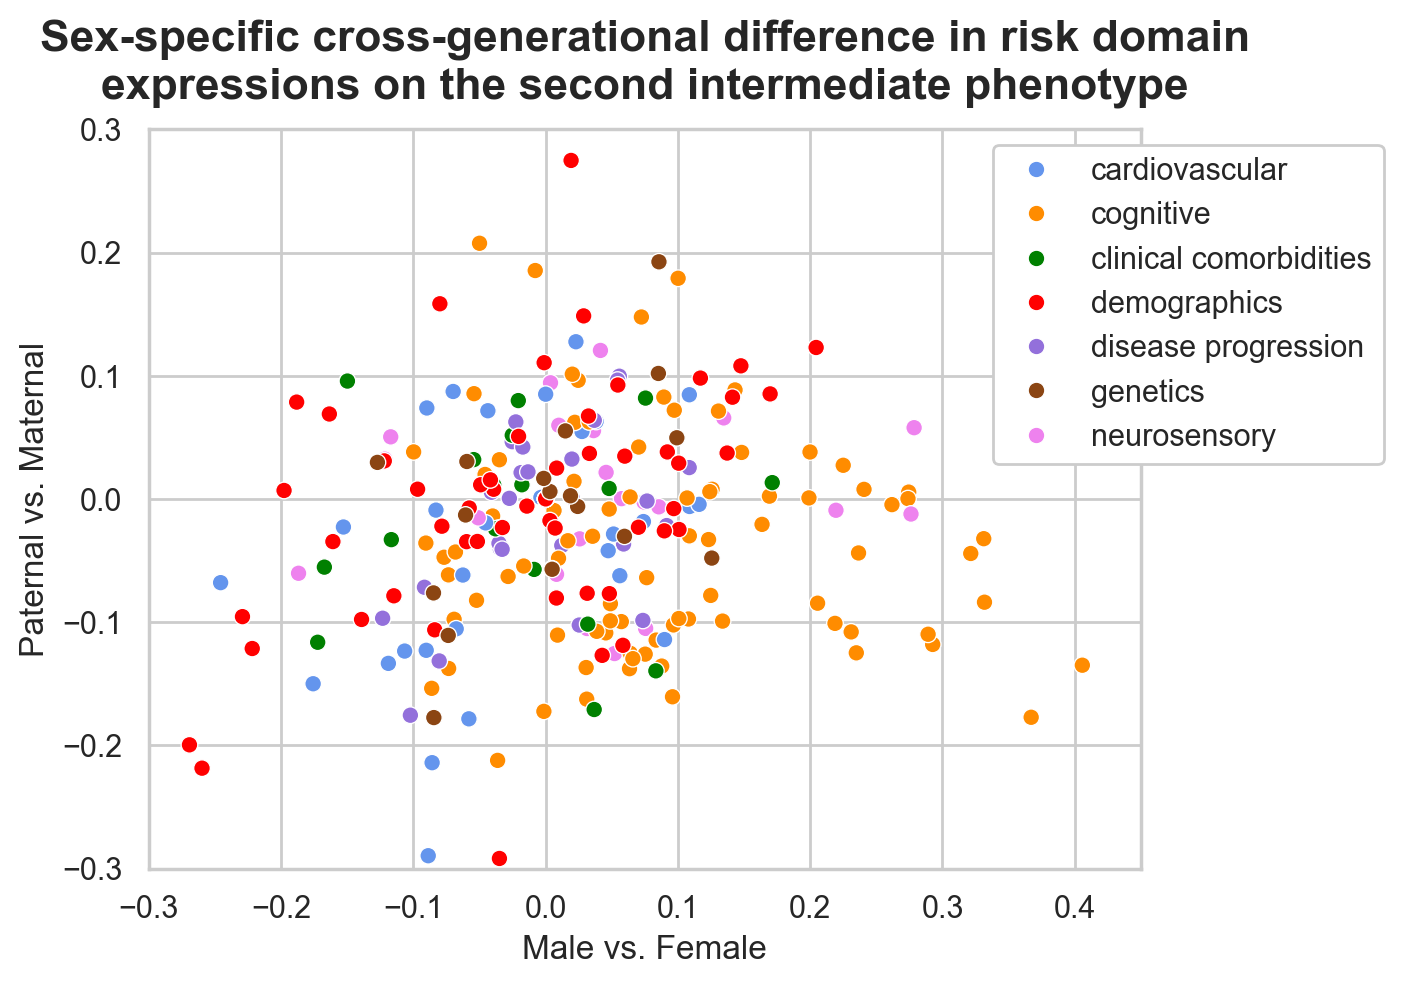 Sex-specific cross-generational difference in risk domain
expressions on the second intermediate phenotype
0.3
0.2
0.1
0.0
−0.1
−0.2
−0.3
Paternal vs. Maternal
−0.3
−0.2
−0.1
0.0
0.1
0.2
0.3
0.4
Male vs. Female
cardiovascular
cognitive
clinical comorbidities
demographics
disease progression
genetics
neurosensory